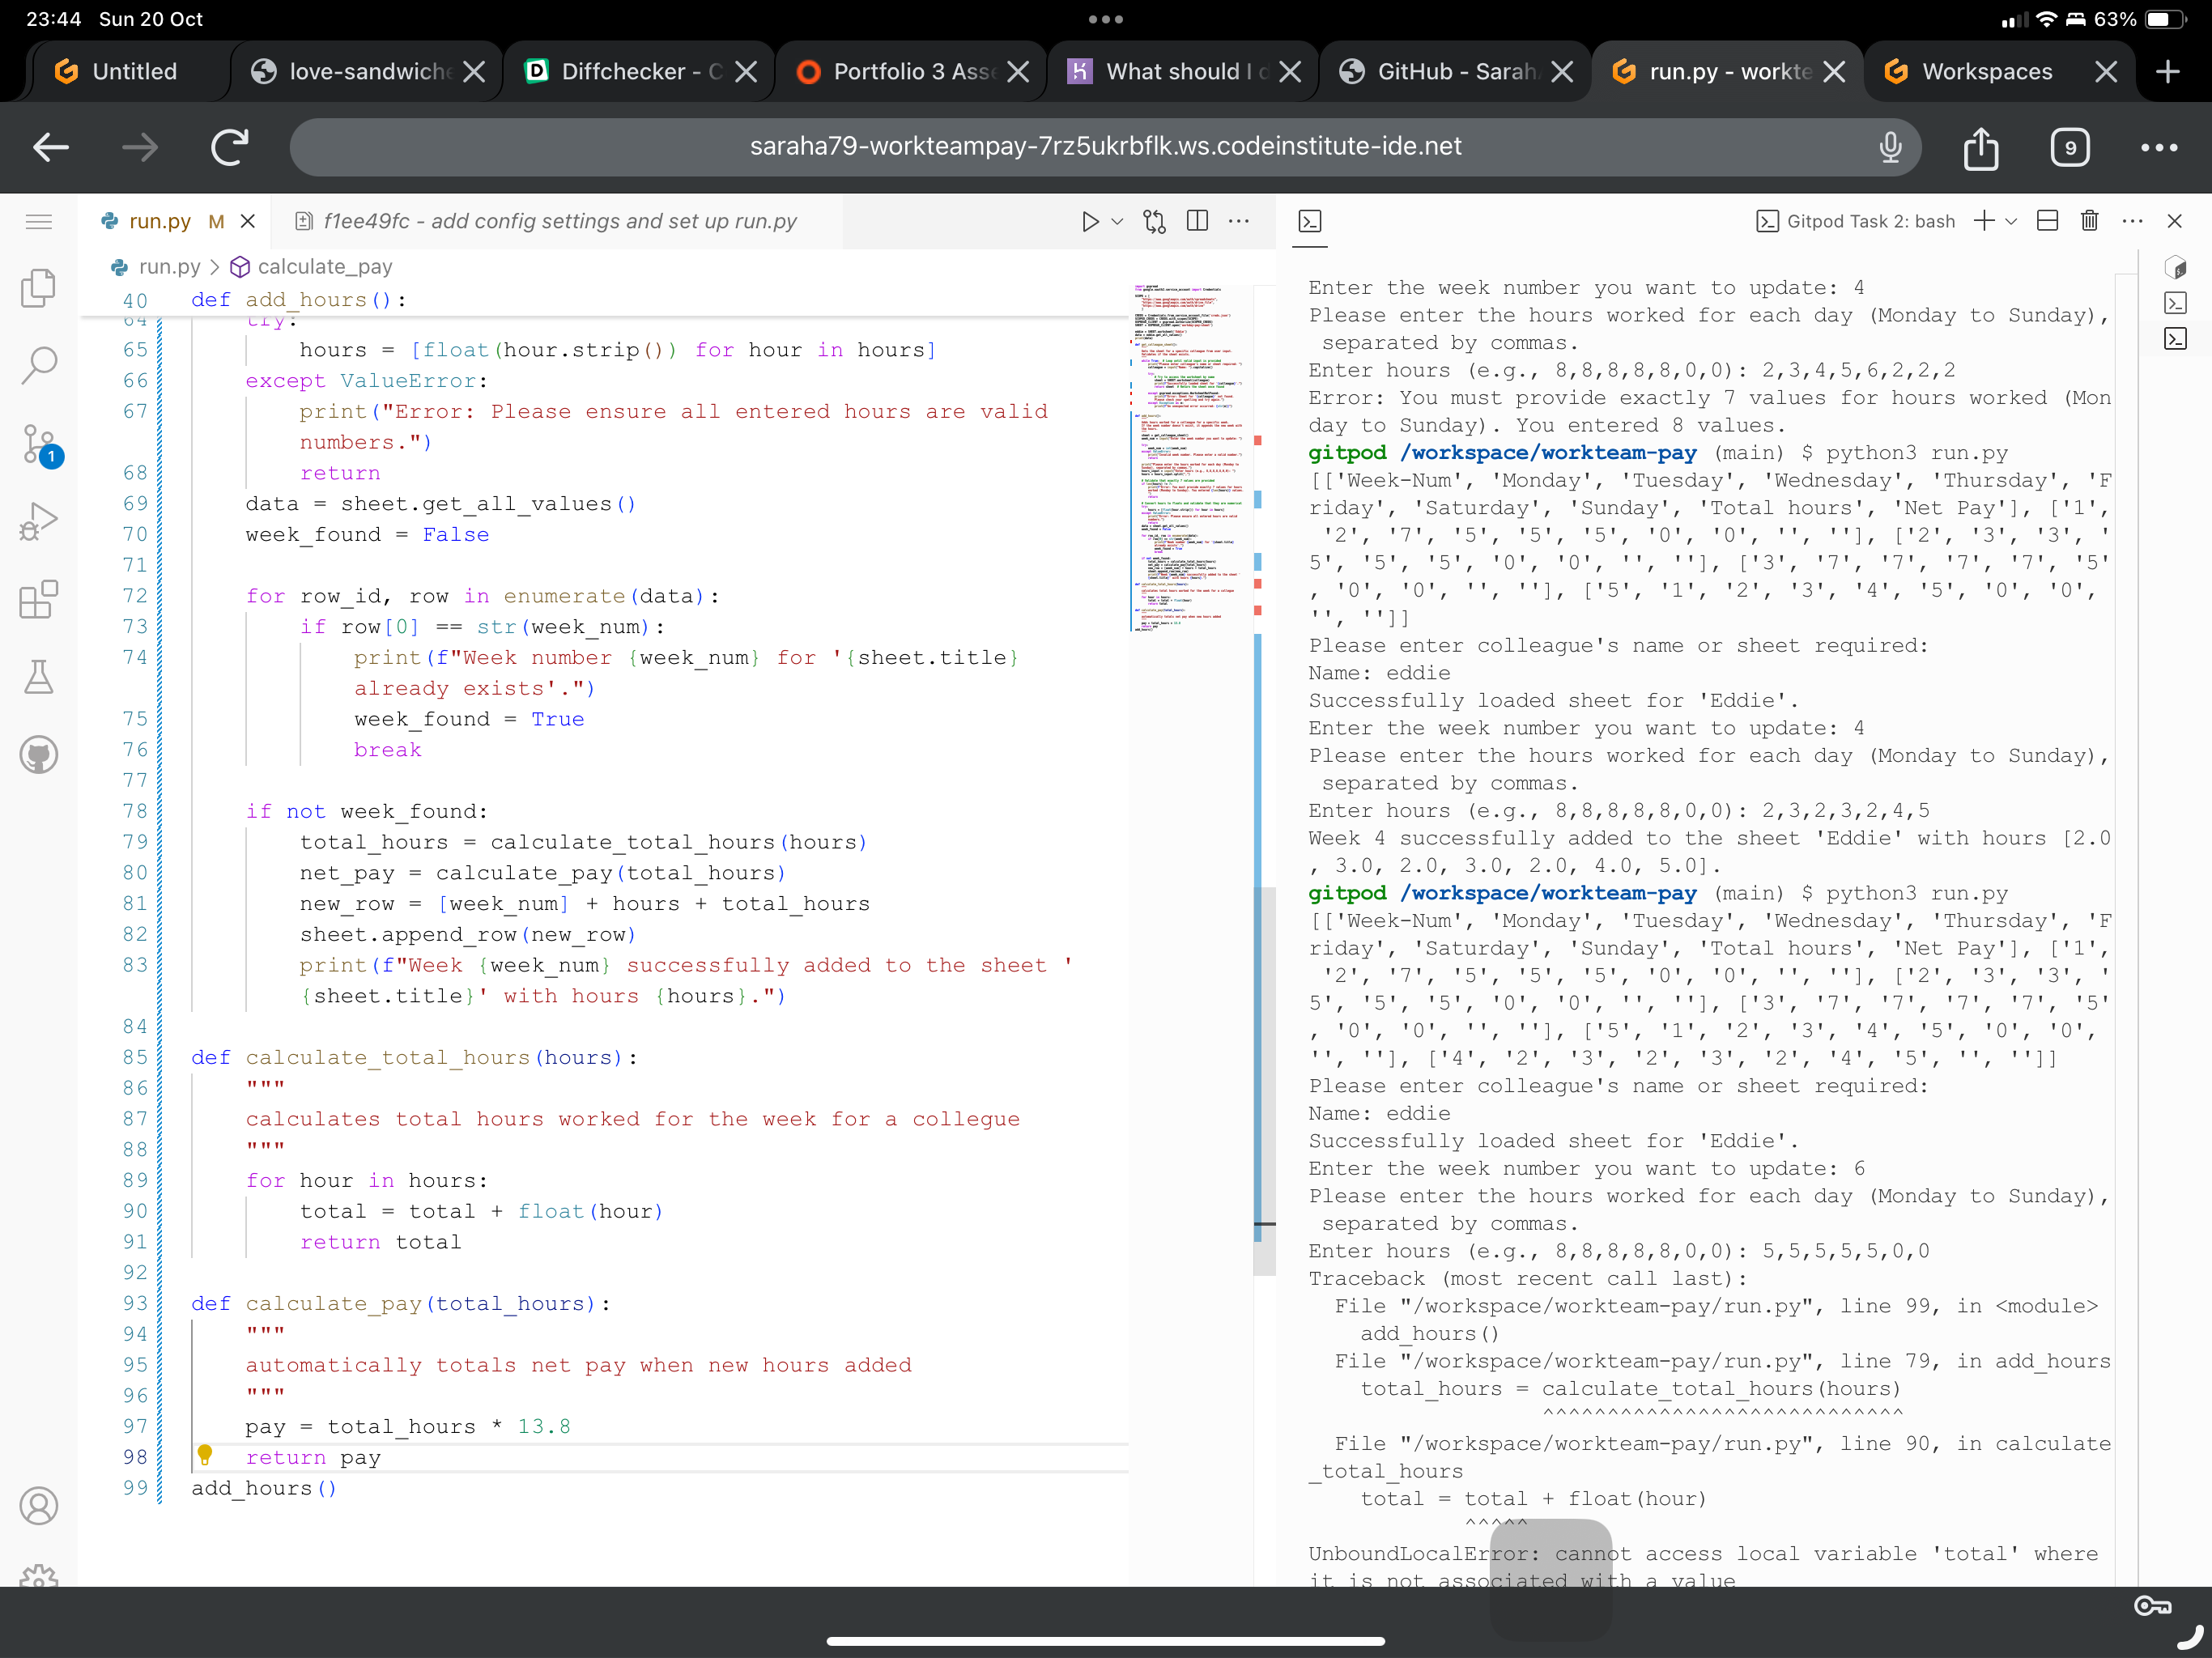 23:44 Sun 20 Oct
63%
Untitled
love-sandwiche
Diffchecker - C
Portfolio 3 Asse
What should I d
GitHub - Sarah
run.py - workte
Workspaces
saraha79-workteampay-7rz5ukrbflk.ws.codeinstitute-ide.net
9
run.py M
f1ee49fc - add config settings and set up run.py
run.py > calculate_pay
40 def add_hours():
64 try:
65 hours = [float(hour.strip()) for hour in hours]
66 except ValueError:
67 print("Error: Please ensure all entered hours are valid
numbers.")
68 return
69 data = sheet.get_all_values()
70 week_found = False
71
72 for row_id, row in enumerate(data):
73 if row[0] == str(week_num):
74 print(f"Week number {week_num} for '{sheet.title}
already exists'.")
75 week_found = True
76 break
77
78 if not week_found:
79 total_hours = calculate_total_hours(hours)
80 net_pay = calculate_pay(total_hours)
81 new_row = [week_num] + hours + total_hours
82 sheet.append_row(new_row)
83 print(f"Week {week_num} successfully added to the sheet '
{sheet.title}' with hours {hours}.")
84
85 def calculate_total_hours(hours):
86 """
87 calculates total hours worked for the week for a collegue
88 """
89 for hour in hours:
90 total = total + float(hour)
91 return total
92
93 def calculate_pay(total_hours):
94 """
95 automatically totals net pay when new hours added
96 """
97 pay = total_hours * 13.8
98 return pay
99 add_hours()
1
Gitpod Task 2: bash
Enter the week number you want to update: 4
Please enter the hours worked for each day (Monday to Sunday),
separated by commas.
Enter hours (e.g., 8,8,8,8,8,0,0): 2,3,4,5,6,2,2,2
Error: You must provide exactly 7 values for hours worked (Mon
day to Sunday). You entered 8 values.
gitpod /workspace/workteam-pay (main) $ python3 run.py
[['Week-Num', 'Monday', 'Tuesday', 'Wednesday', 'Thursday', 'F
riday', 'Saturday', 'Sunday', 'Total hours', 'Net Pay'], ['1',
'2', '7', '5', '5', '5', '0', '0', '', ''], ['2', '3', '3', '
5', '5', '5', '0', '0', '', ''], ['3', '7', '7', '7', '7', '5'
, '0', '0', '', ''], ['5', '1', '2', '3', '4', '5', '0', '0',
'', '']]
Please enter colleague's name or sheet required:
Name: eddie
Successfully loaded sheet for 'Eddie'.
Enter the week number you want to update: 4
Please enter the hours worked for each day (Monday to Sunday),
separated by commas.
Enter hours (e.g., 8,8,8,8,8,0,0): 2,3,2,3,2,4,5
Week 4 successfully added to the sheet 'Eddie' with hours [2.0
, 3.0, 2.0, 3.0, 2.0, 4.0, 5.0].
gitpod /workspace/workteam-pay (main) $ python3 run.py
[['Week-Num', 'Monday', 'Tuesday', 'Wednesday', 'Thursday', 'F
riday', 'Saturday', 'Sunday', 'Total hours', 'Net Pay'], ['1',
'2', '7', '5', '5', '5', '0', '0', '', ''], ['2', '3', '3', '
5', '5', '5', '0', '0', '', ''], ['3', '7', '7', '7', '7', '5'
, '0', '0', '', ''], ['5', '1', '2', '3', '4', '5', '0', '0',
'', ''], ['4', '2', '3', '2', '3', '2', '4', '5', '', '']]
Please enter colleague's name or sheet required:
Name: eddie
Successfully loaded sheet for 'Eddie'.
Enter the week number you want to update: 6
Please enter the hours worked for each day (Monday to Sunday),
separated by commas.
Enter hours (e.g., 8,8,8,8,8,0,0): 5,5,5,5,5,0,0
Traceback (most recent call last):
File "/workspace/workteam-pay/run.py", line 99, in <module>
add_hours()
File "/workspace/workteam-pay/run.py", line 79, in add_hours
total_hours = calculate_total_hours(hours)
^^^^^^^^^^^^^^^^^^^^^^^^^^^^
File "/workspace/workteam-pay/run.py", line 90, in calculate
_total_hours
total = total + float(hour)
^^^^^
UnboundLocalError: cannot access local variable 'total' where
it is not associated with a value